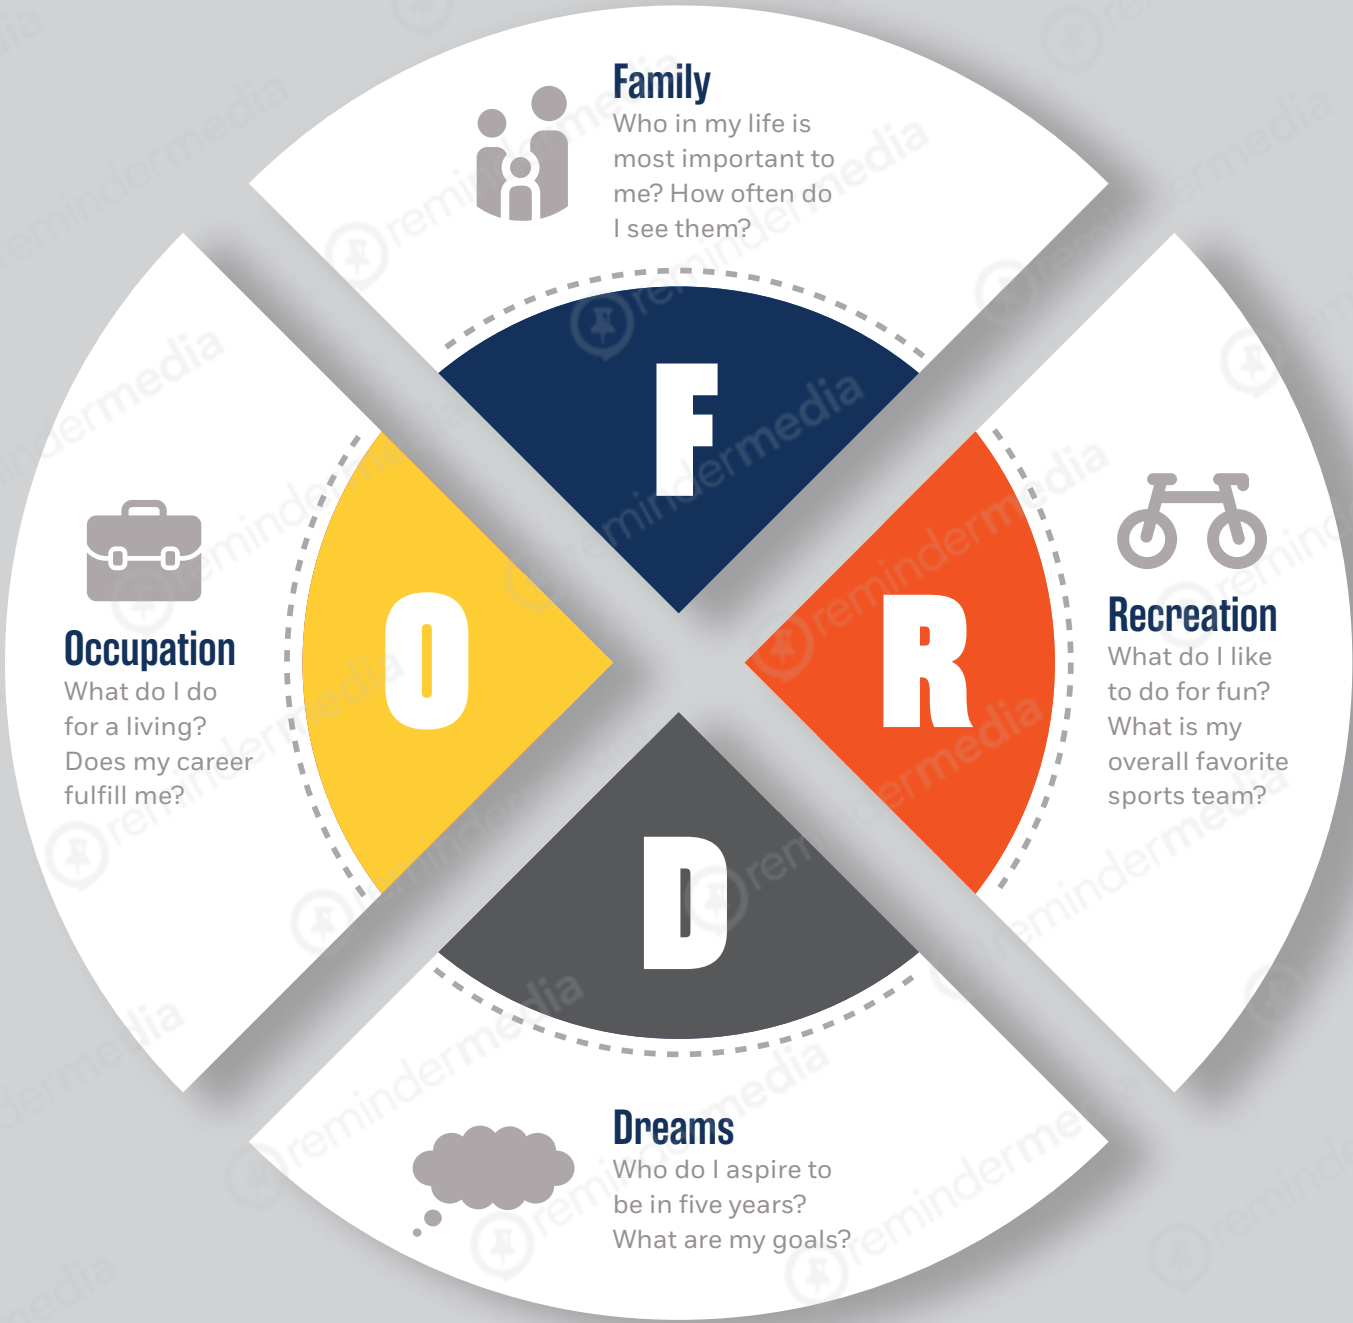 Family
Who in my life is
most important to
me? How often do
I see them?
F
O
Occupation
What do I do
for a living?
Does my career
fulfill me?
R
Recreation
What do I like
to do for fun?
What is my
overall favorite
sports team?
D
Dreams
Who do I aspire to
be in five years?
What are my goals?
remindermedia